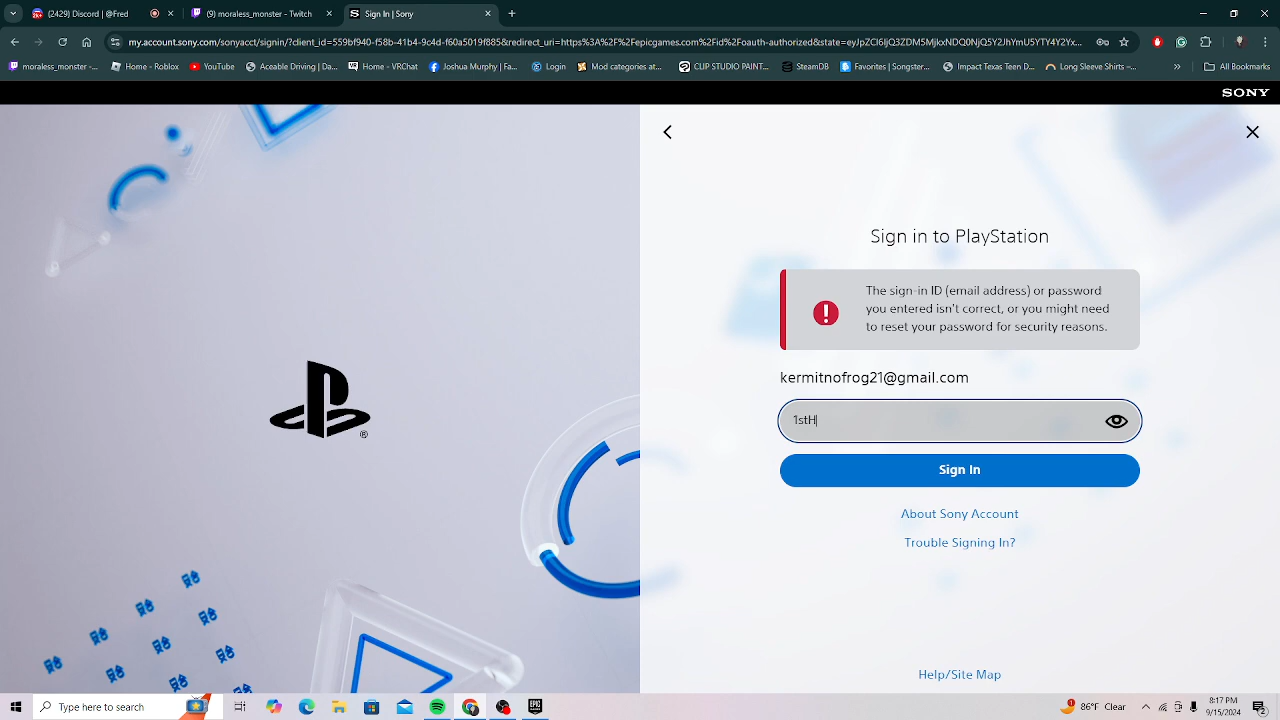 (2429) Discord | @Fred
(9) moraless_monster - Twitch
Sign In | Sony
my.account.sony.com/sonyacct/signin/?client_id=559bf940-f58b-41b4-9c4d-f60a5019f885&redirect_uri=https%3A%2F%2Fepicgames.com%2Fid%2Foauth-authorized&state=eyJpZCI6IjQ3ZDM5MjkxNDQ0NjQ5Y2JhYmU5YTY4Y2Yx...
moraless_monster -...
Home - Roblox
YouTube
Aceable Driving | Da...
Home - VRChat
Joshua Murphy | Fa...
Login
Mod categories at...
CLIP STUDIO PAINT...
SteamDB
Favorites | Songster...
Impact Texas Teen D...
Long Sleeve Shirts -...
All Bookmarks
SONY
Sign in to PlayStation
The sign-in ID (email address) or password
you entered isn't correct, or you might need
to reset your password for security reasons.
kermitnofrog21@gmail.com
1stH
Sign In
About Sony Account
Trouble Signing In?
Help/Site Map
Type here to search
86°F Clear
8:17 PM
9/15/2024